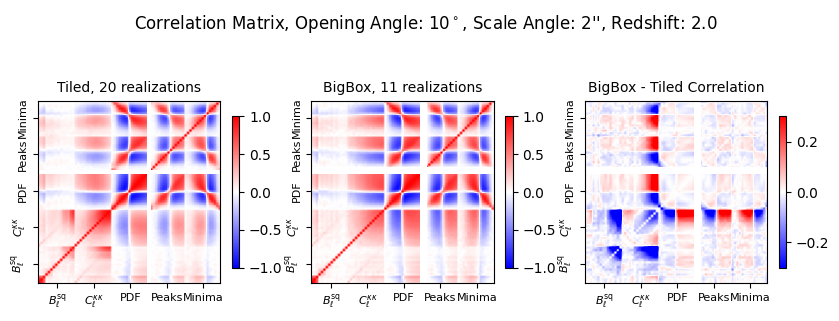 Correlation Matrix, Opening Angle: 10°, Scale Angle: 2'', Redshift: 2.0
Tiled, 20 realizations
BigBox, 11 realizations
BigBox - Tiled Correlation
Minima
Peaks
PDF
C_ℓ^κκ
B_ℓ^sq
B_ℓ^sq C_ℓ^κκ PDF Peaks Minima
1.0
0.5
0.0
−0.5
−1.0
Minima
Peaks
PDF
C_ℓ^κκ
B_ℓ^sq
B_ℓ^sq C_ℓ^κκ PDF Peaks Minima
1.0
0.5
0.0
−0.5
−1.0
Minima
Peaks
PDF
C_ℓ^κκ
B_ℓ^sq
B_ℓ^sq C_ℓ^κκ PDF Peaks Minima
0.2
0.0
−0.2